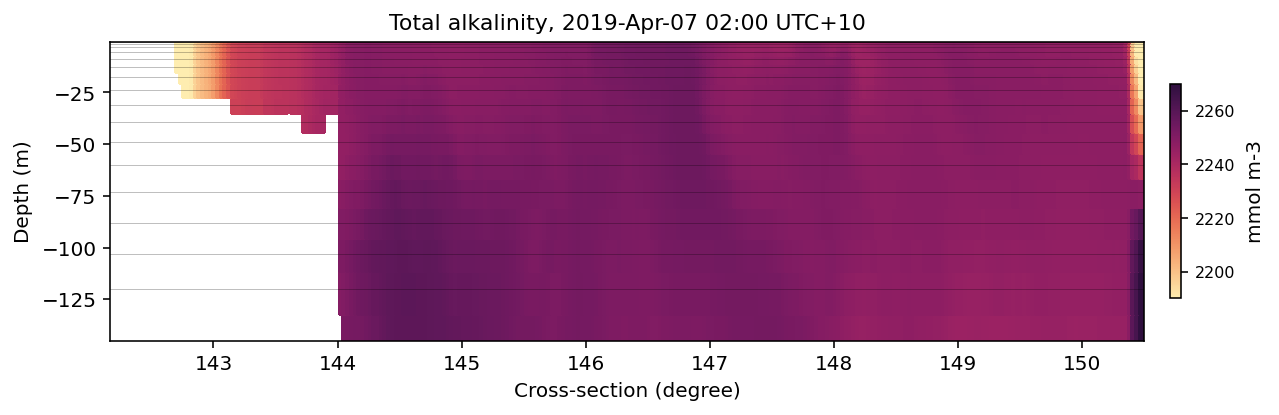 Total alkalinity, 2019-Apr-07 02:00 UTC+10
Depth (m)
−25
−50
−75
−100
−125
143 144 145 146 147 148 149 150
Cross-section (degree)
2260
2240
2220
2200
mmol m-3